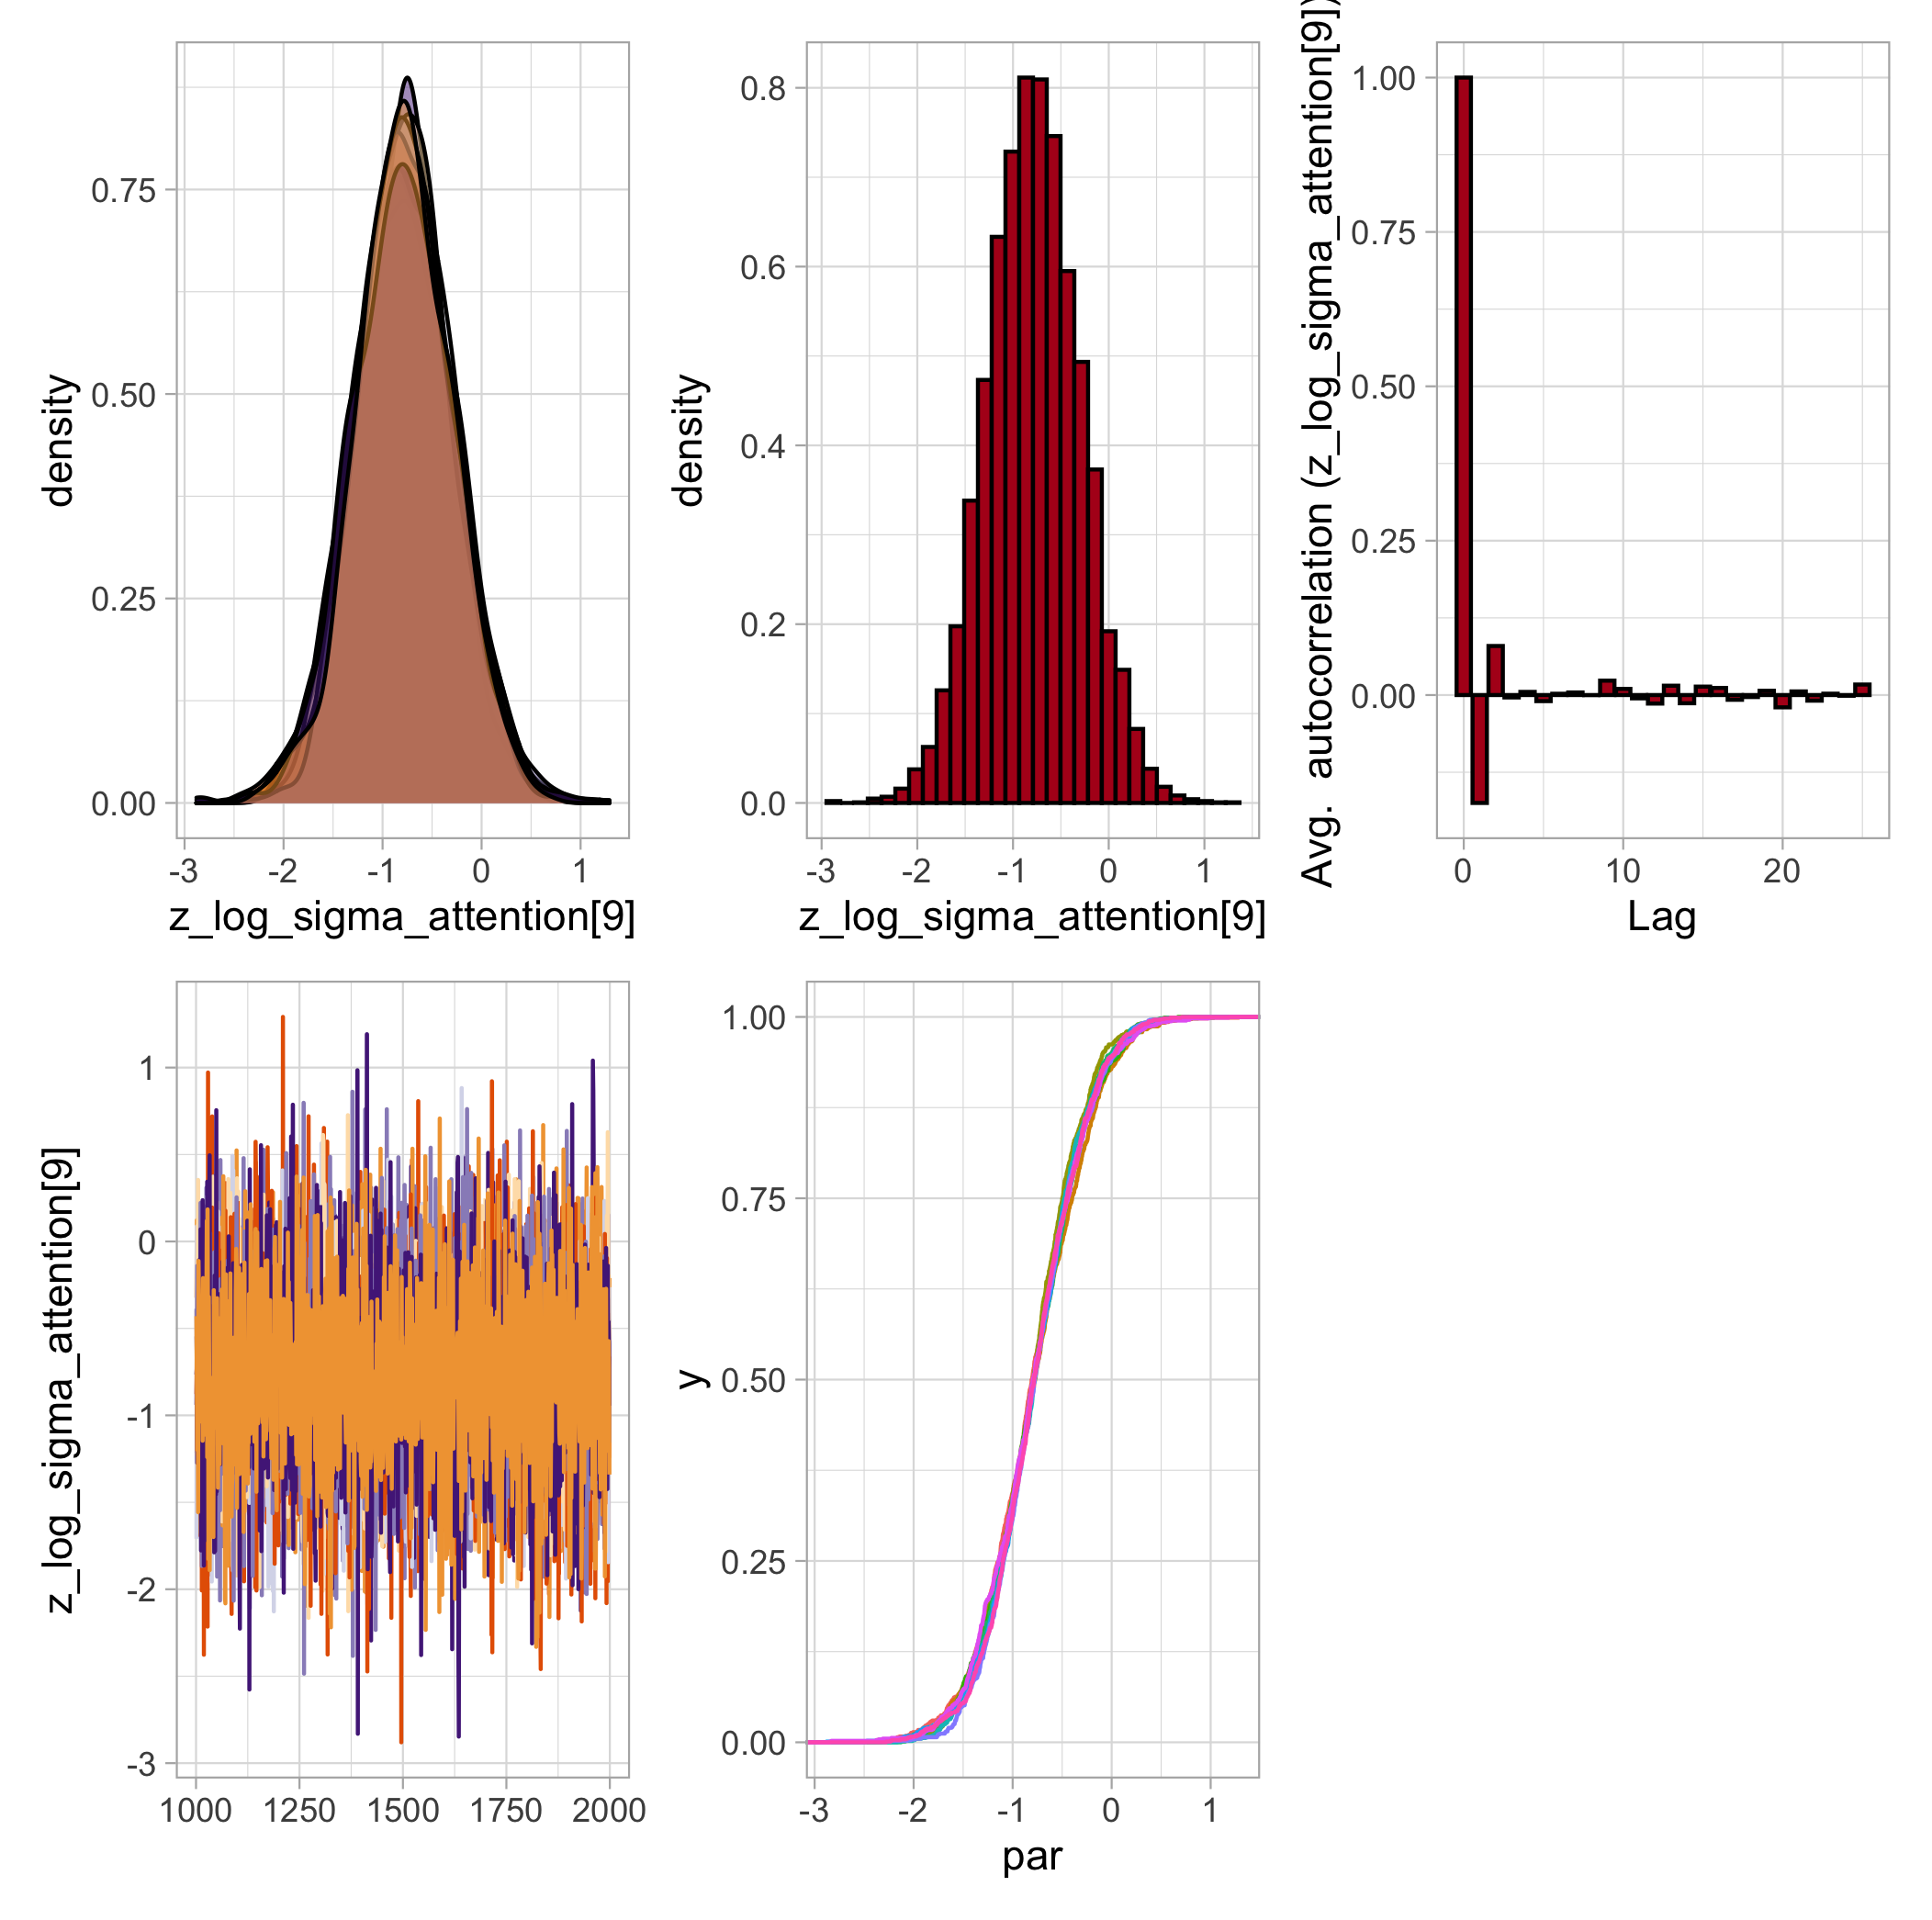 density
0.75
0.50
0.25
0.00
-3 -2 -1 0 1
z_log_sigma_attention[9]
density
0.8
0.6
0.4
0.2
0.0
-3 -2 -1 0 1
z_log_sigma_attention[9]
Avg. autocorrelation (z_log_sigma_attention[9])
1.00
0.75
0.50
0.25
0.00
0 10 20
Lag
z_log_sigma_attention[9]
1
0
-1
-2
-3
1000 1250 1500 1750 2000
y
1.00
0.75
0.50
0.25
0.00
-3 -2 -1 0 1
par